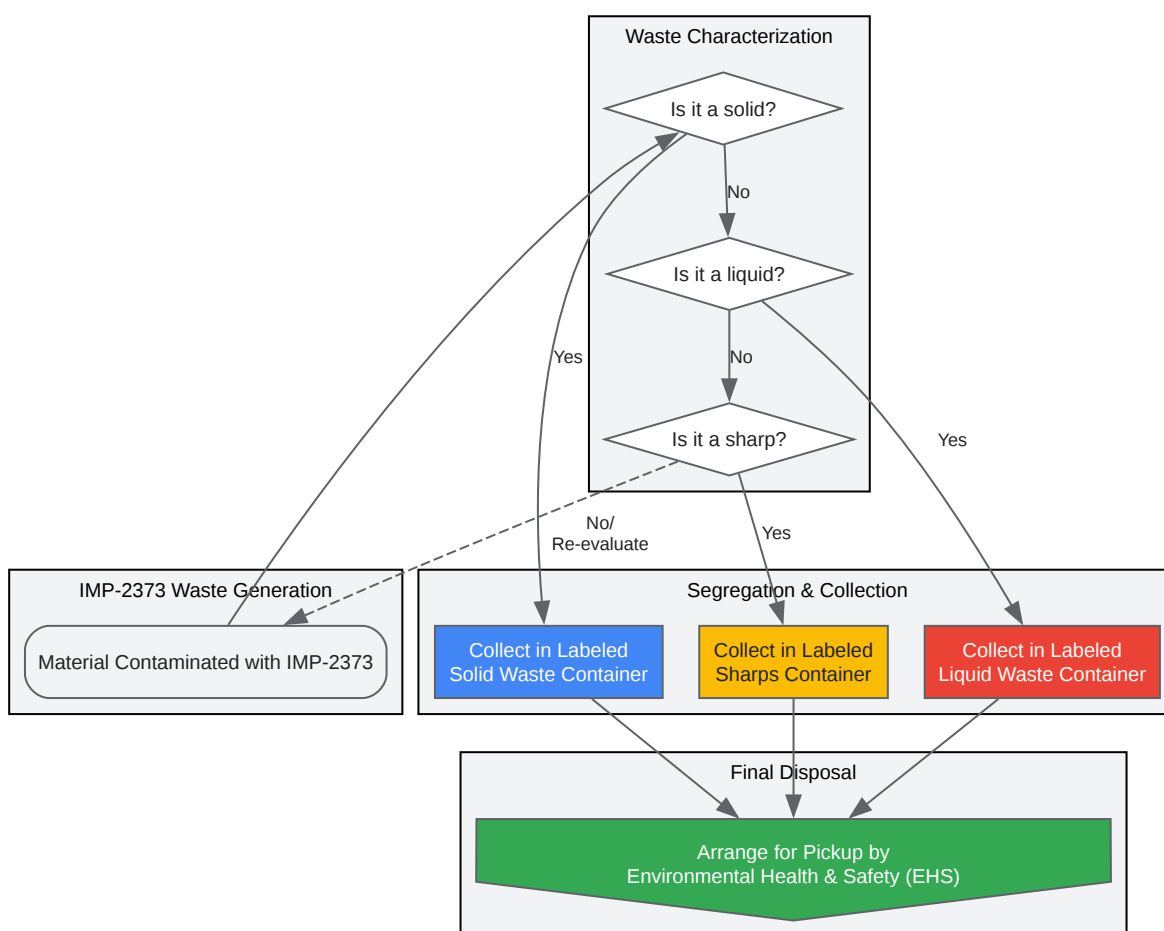 Waste Characterization
Is it a solid?
No
Is it a liquid?
Yes
No
Is it a sharp?
Yes
No/
Re-evaluate
Yes
IMP-2373 Waste Generation
Material Contaminated with IMP-2373
Segregation & Collection
Collect in Labeled
Solid Waste Container
Collect in Labeled
Sharps Container
Collect in Labeled
Liquid Waste Container
Final Disposal
Arrange for Pickup by
Environmental Health & Safety (EHS)